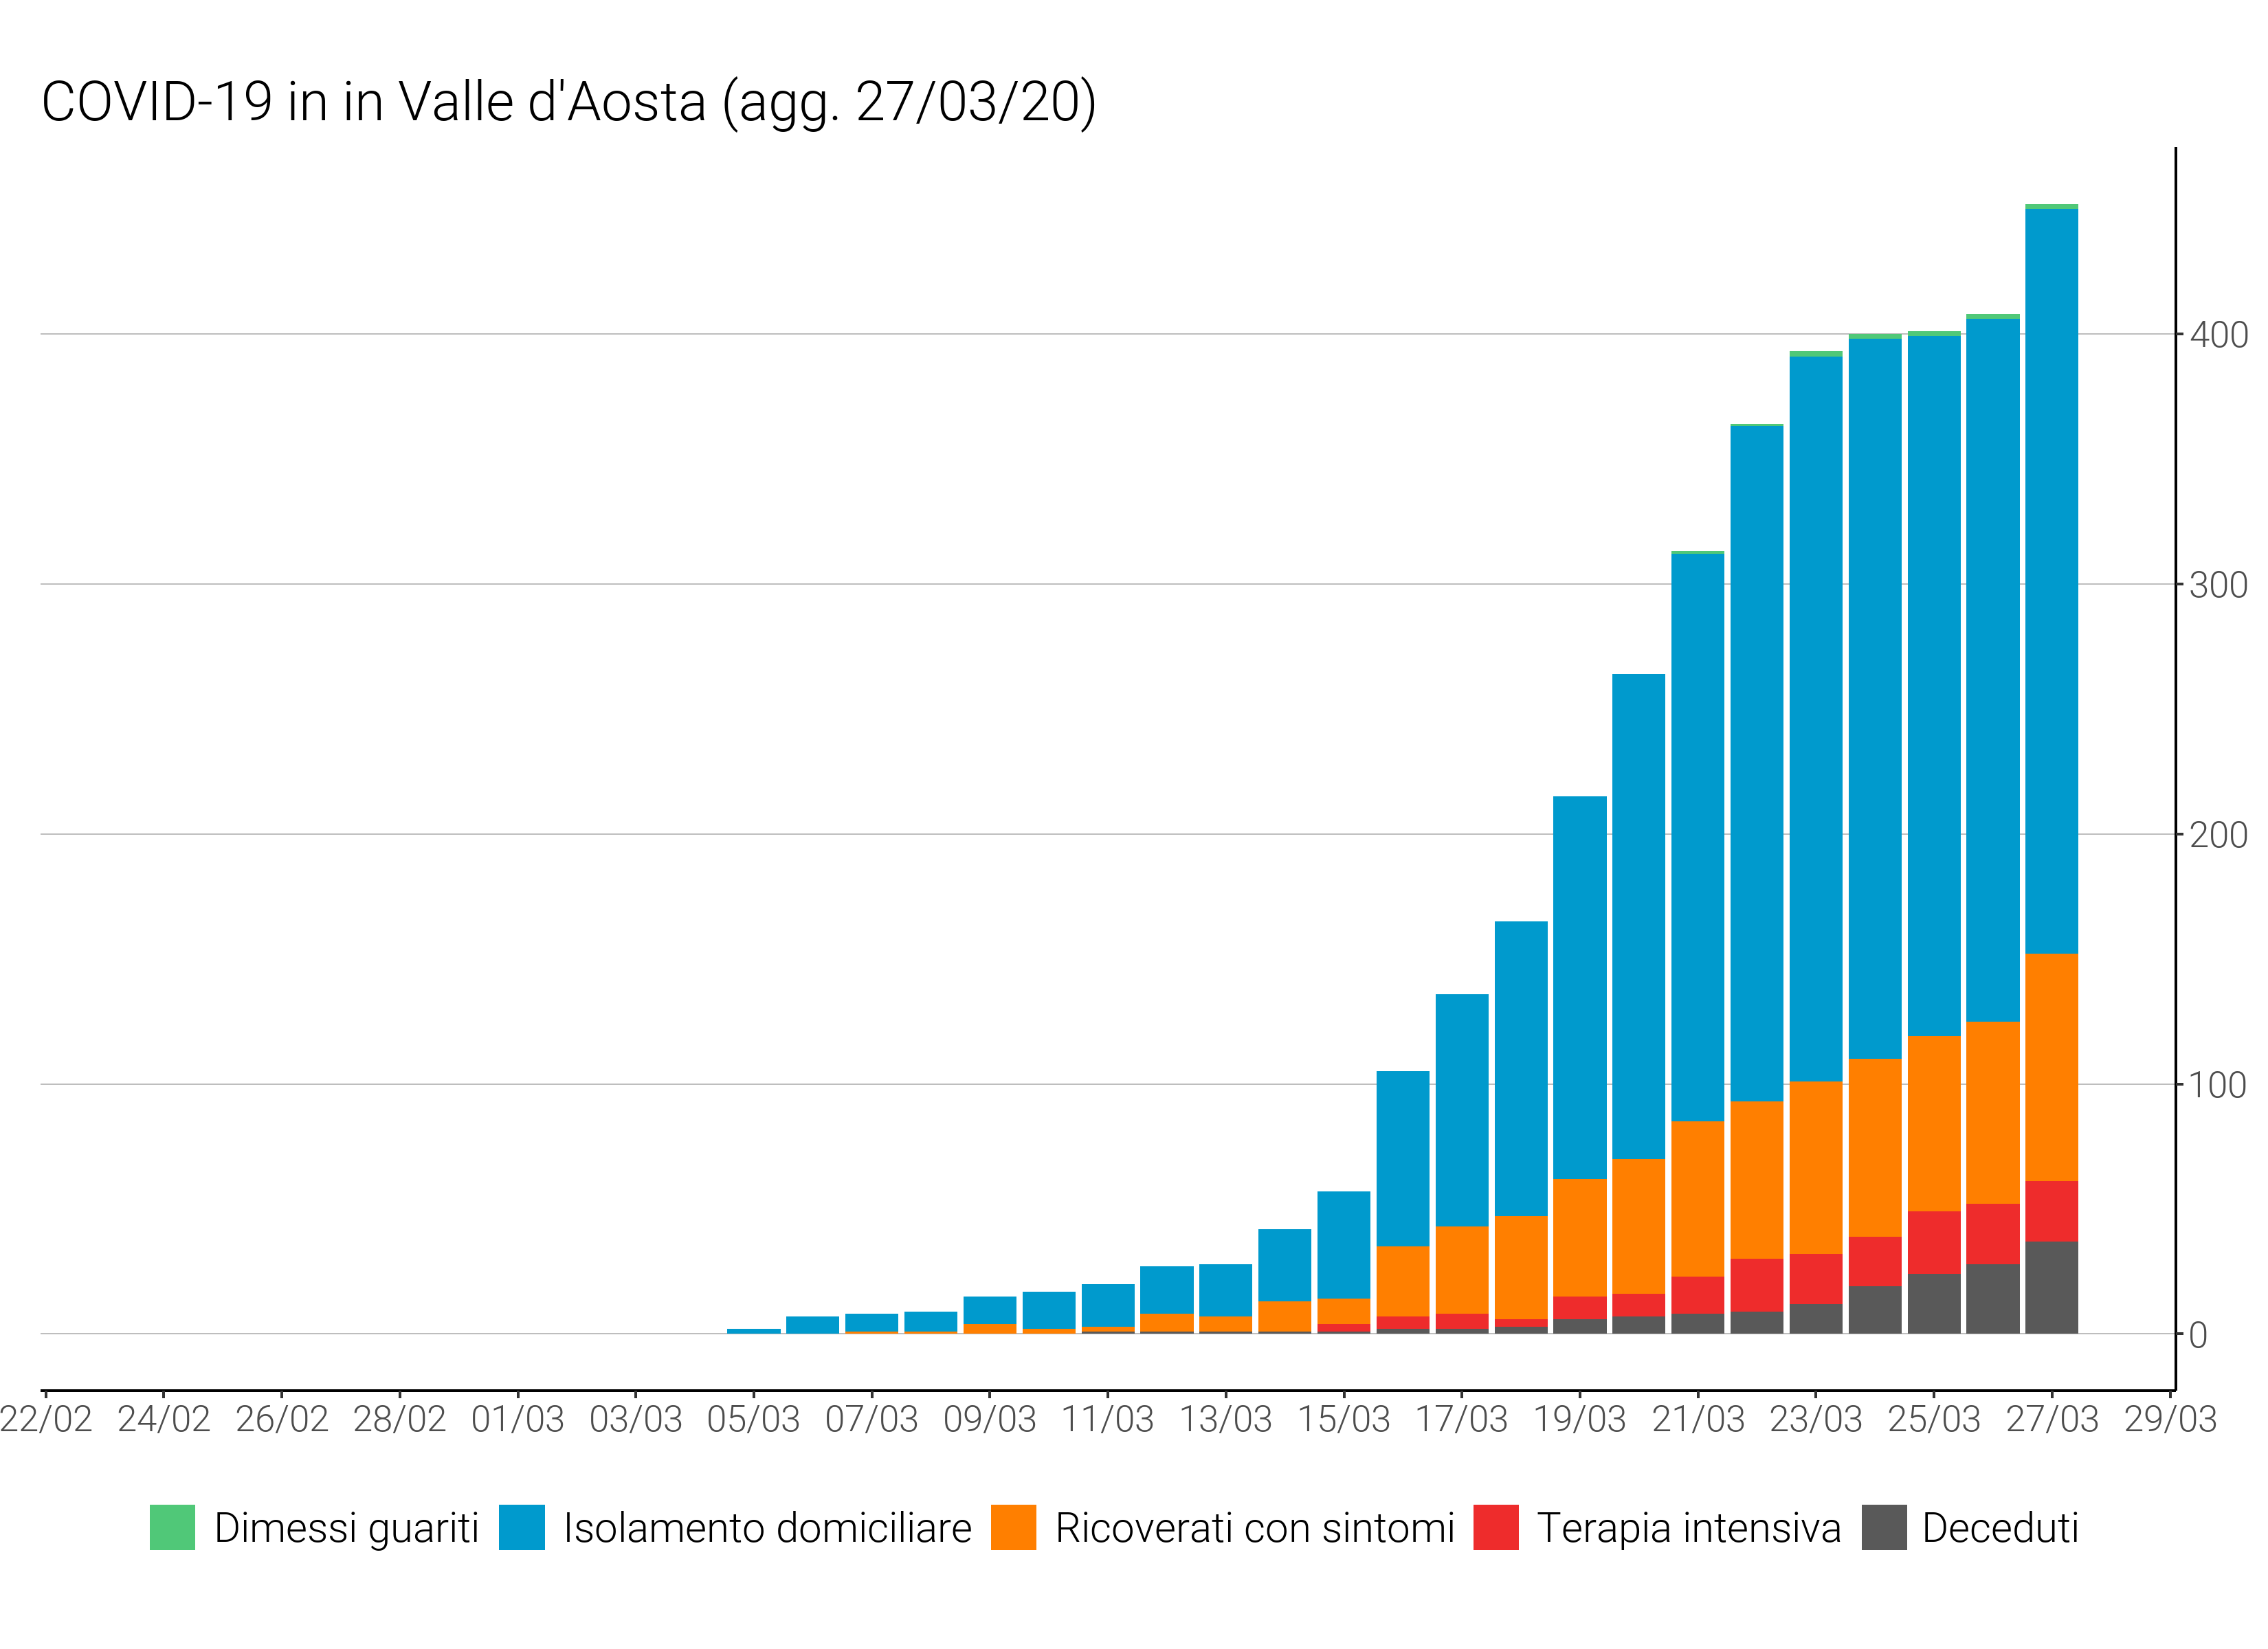 COVID-19 in in Valle d'Aosta (agg. 27/03/20)
400
300
200
100
0
22/02 24/02 26/02 28/02 01/03 03/03 05/03 07/03 09/03 11/03 13/03 15/03 17/03 19/03 21/03 23/03 25/03 27/03 29/03
Dimessi guariti Isolamento domiciliare Ricoverati con sintomi Terapia intensiva Deceduti